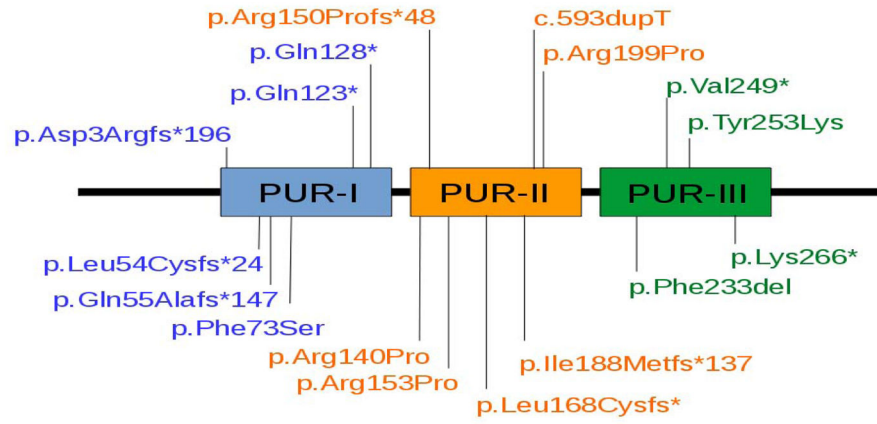 p.Arg150Profs*48
c.593dupT
p.Gln128*
p.Arg199Pro
p.Gln123*
p.Val249*
p.Asp3Argfs*196
p.Tyr253Lys
PUR-I
PUR-II
PUR-III
p.Leu54Cysfs*24
p.Lys266*
p.Gln55Alafs*147
p.Phe233del
p.Phe73Ser
p.Arg140Pro
p.Ile188Metfs*137
p.Arg153Pro
p.Leu168Cysfs*